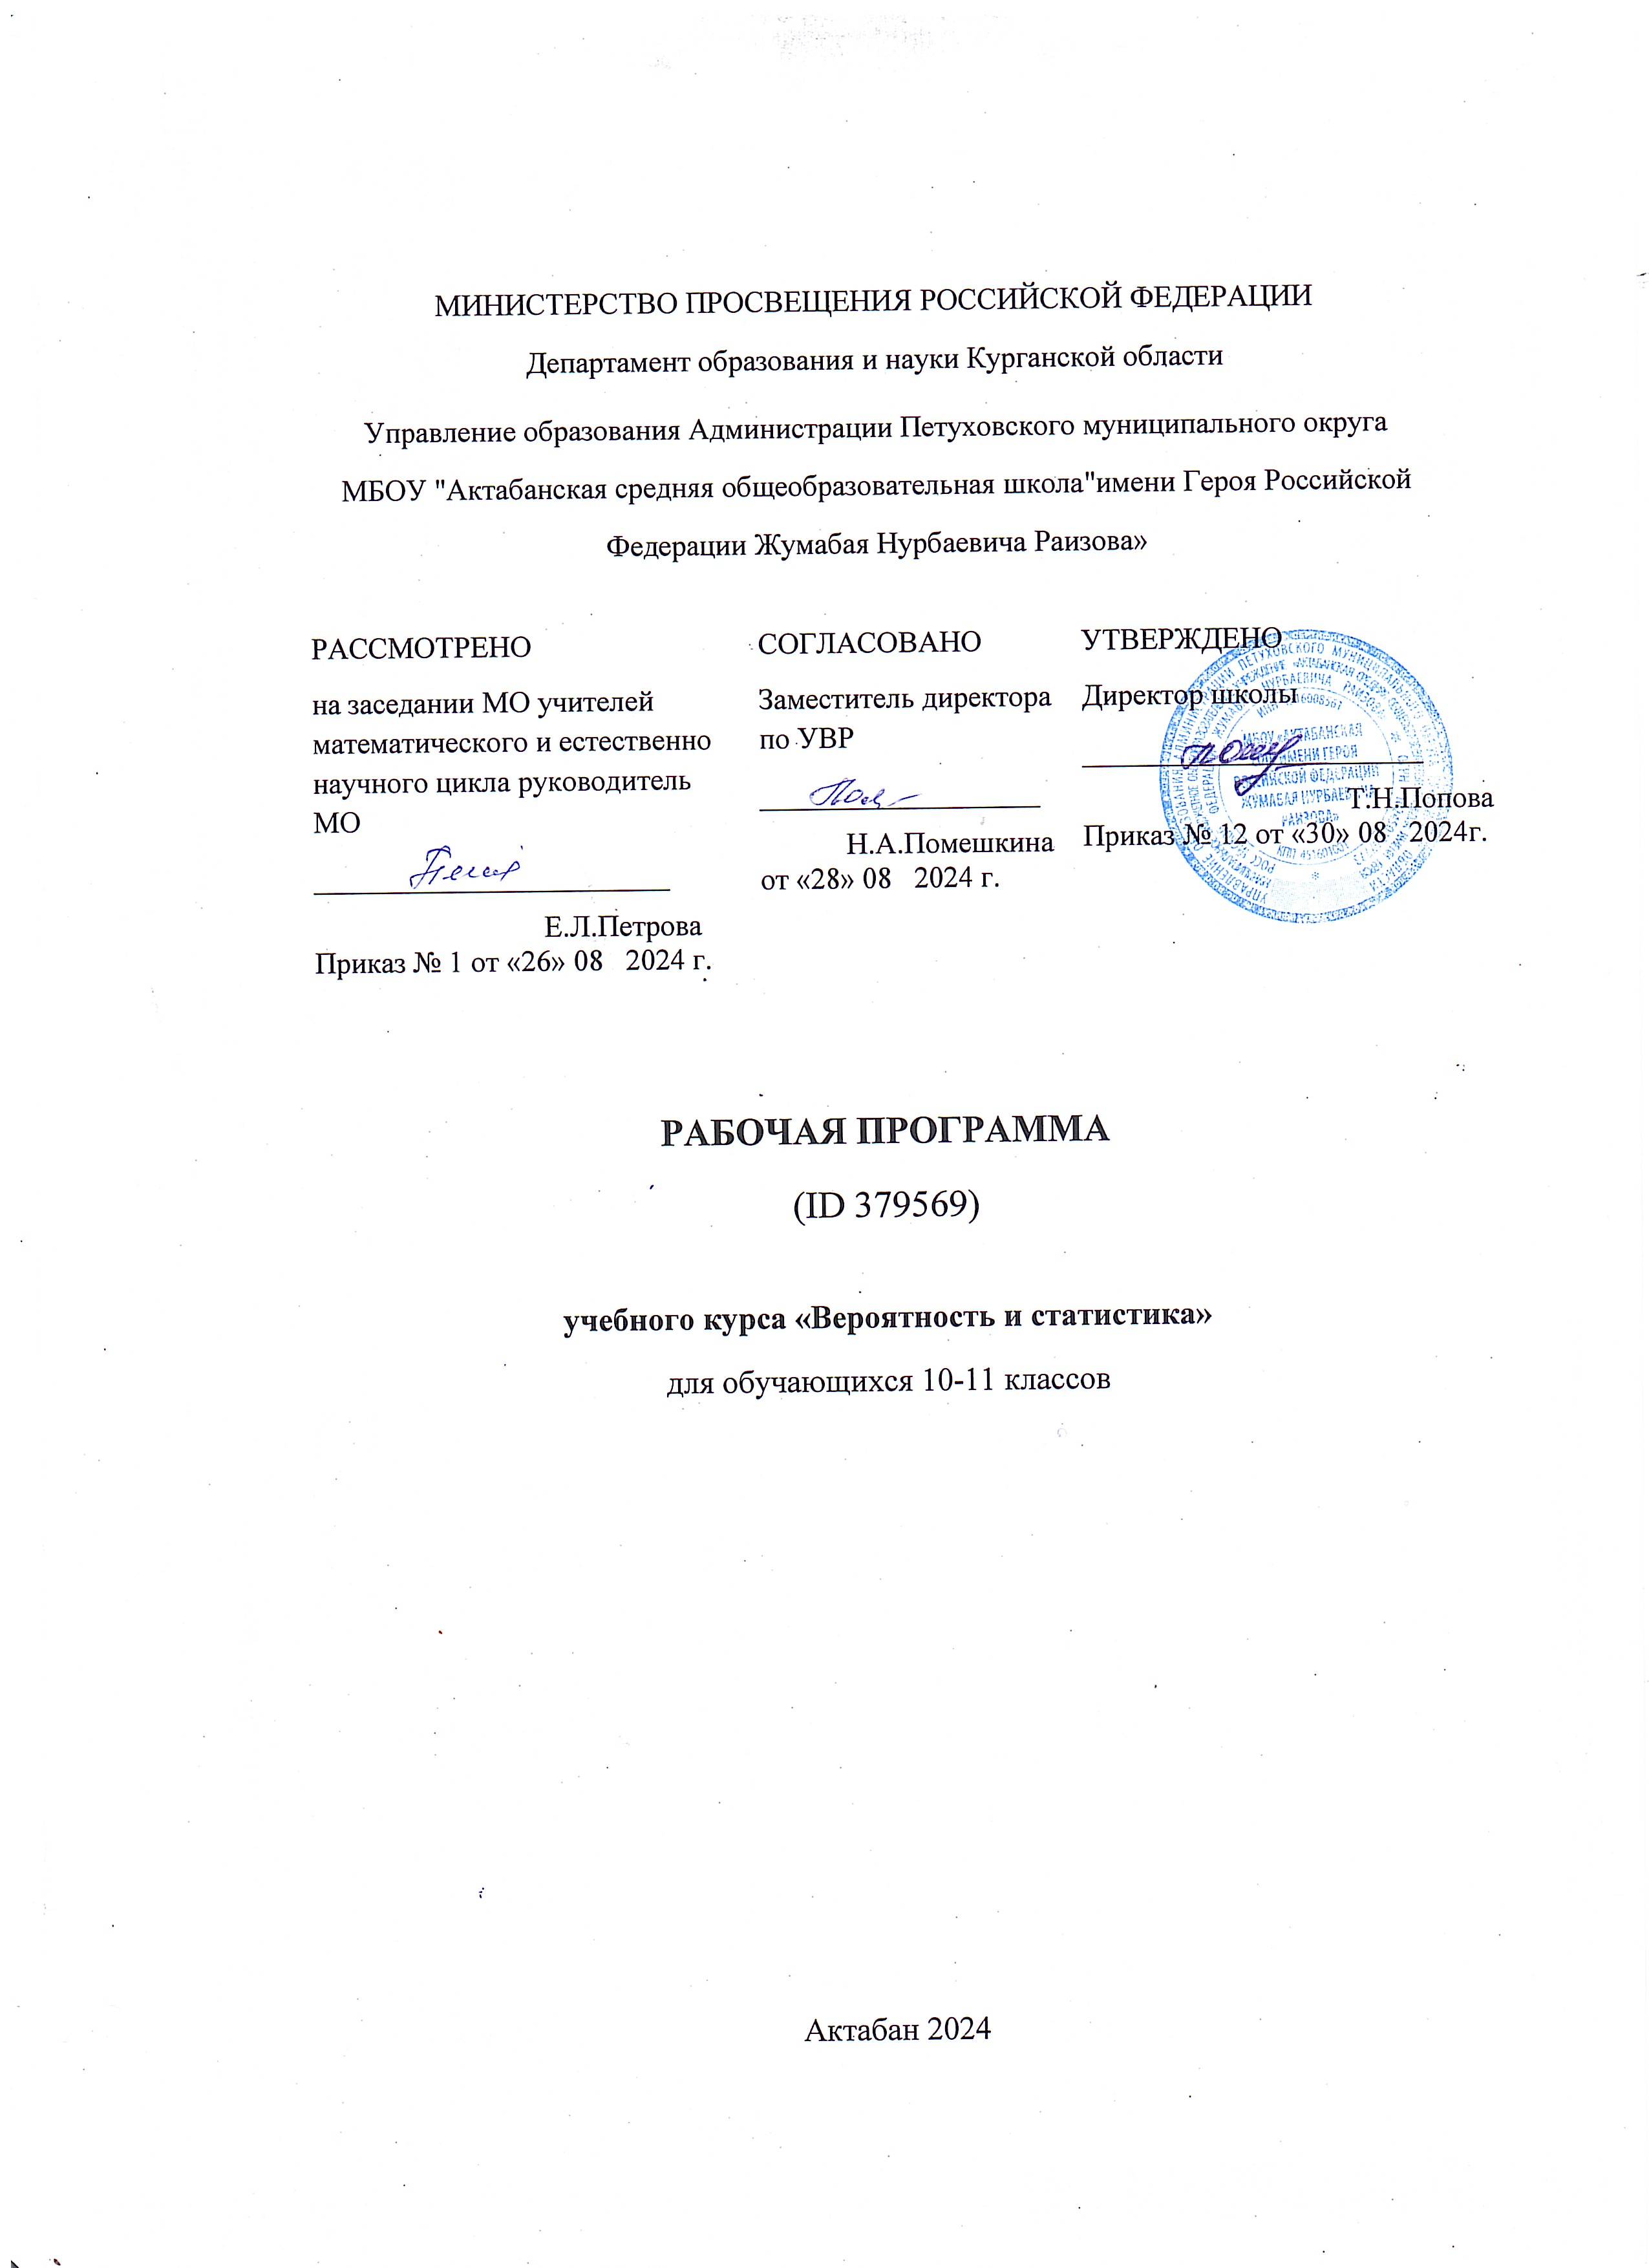 МИНИСТЕРСТВО ПРОСВЕЩЕНИЯ РОССИЙСКОЙ ФЕДЕРАЦИИ
Департамент образования и науки Курганской области
Управление образования Администрации Петуховского муниципального округа
МБОУ "Актабанская средняя общеобразовательная школа"имени Героя Российской
Федерации Жумабая Нурбаевича Раизова»
РАССМОТРЕНО
на заседании МО учителей
математического и естественно
научного цикла руководитель
МО
Е.Л.Петрова
Приказ № 1 от «26» 08 2024 г.
СОГЛАСОВАНО
Заместитель директора
по УВР
Н.А.Помешкина
от «28» 08 2024 г.
УТВЕРЖДЕНО
Директор школы
Т.Н.Попова
Приказ № 12 от «30» 08 2024г.
РАБОЧАЯ ПРОГРАММА
(ID 379569)
учебного курса «Вероятность и статистика»
для обучающихся 10-11 классов
Актабан 2024